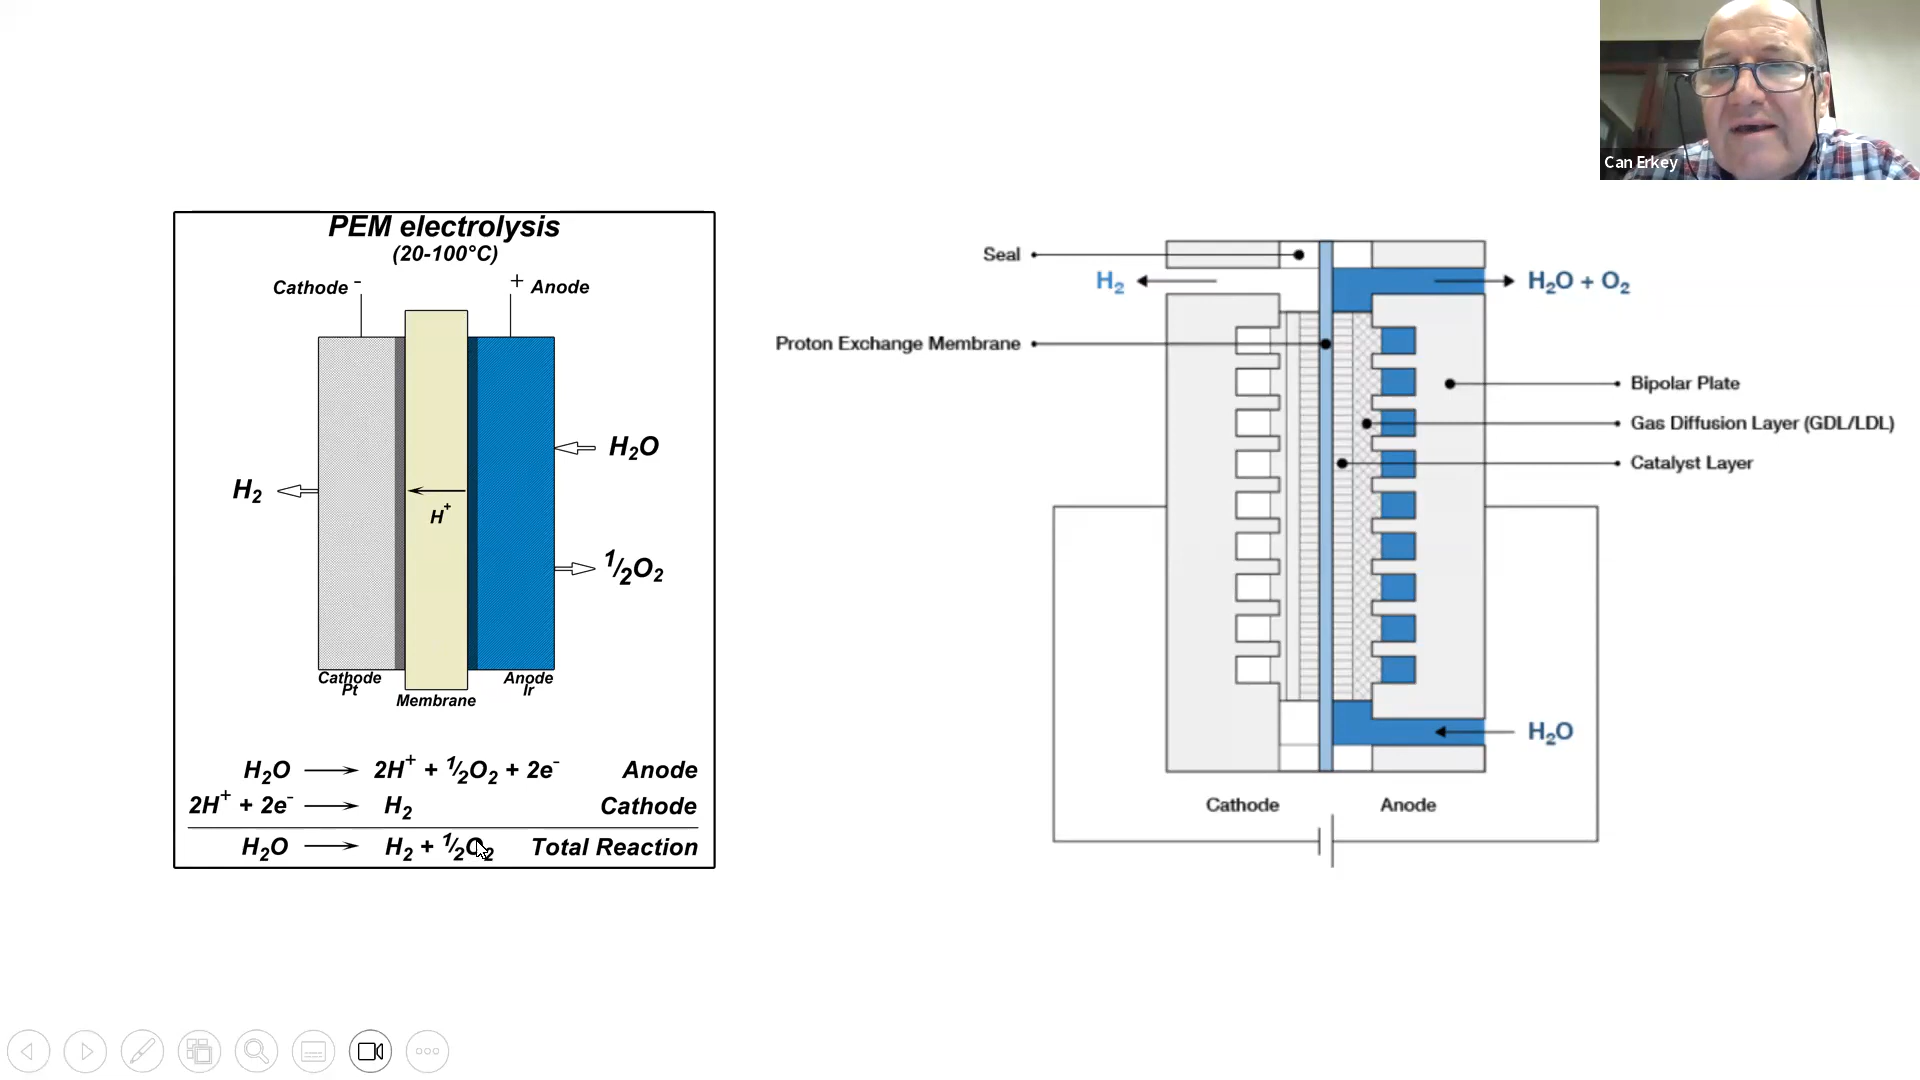 Can Erkey
PEM electrolysis
(20-100°C)
Cathode - + Anode
H₂O
H₂
H⁺
½O₂
Cathode
Pt
Membrane
Anode
Ir
H₂O ⟶ 2H⁺ + ½O₂ + 2e⁻ Anode
2H⁺ + 2e⁻ ⟶ H₂ Cathode
H₂O ⟶ H₂ + ½O₂ Total Reaction
Seal
H₂
H₂O + O₂
Proton Exchange Membrane
Bipolar Plate
Gas Diffusion Layer (GDL/LDL)
Catalyst Layer
H₂O
Cathode
Anode